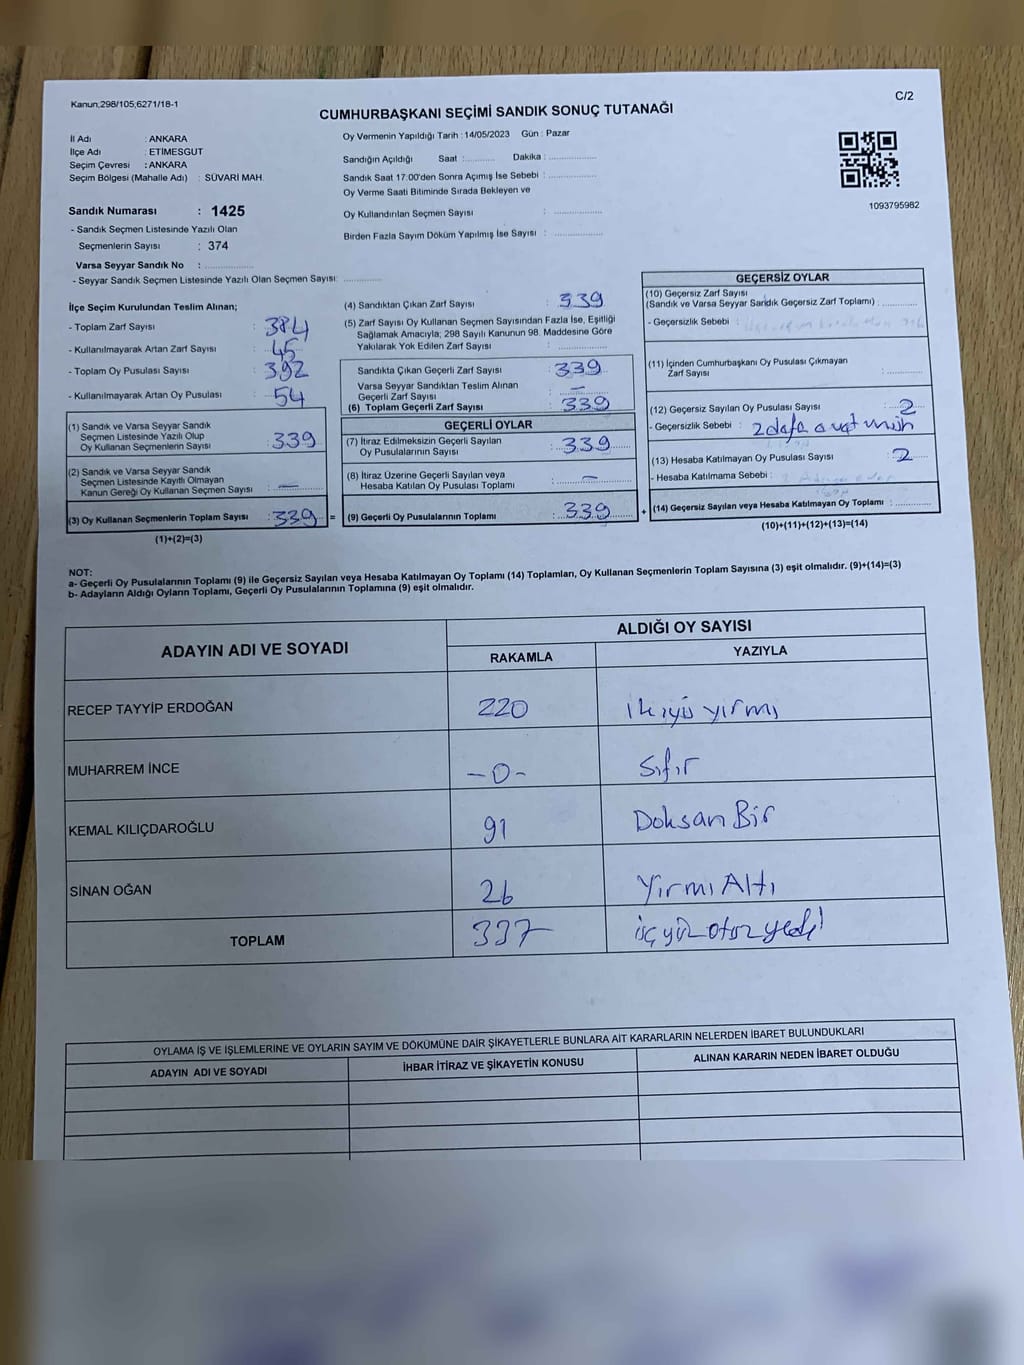 Kanun;298/105;6271/18-1
C/2
CUMHURBAŞKANI SEÇİMİ SANDIK SONUÇ TUTANAĞI
İl Adı : ANKARA
İlçe Adı : ETİMESGUT
Seçim Çevresi : ANKARA
Seçim Bölgesi (Mahalle Adı) : SÜVARİ MAH.
Sandık Numarası : 1425
- Sandık Seçmen Listesinde Yazılı Olan
Seçmenlerin Sayısı : 374
Varsa Seyyar Sandık No :
- Seyyar Sandık Seçmen Listesinde Yazılı Olan Seçmen Sayısı:
Oy Vermenin Yapıldığı Tarih : 14/05/2023 Gün : Pazar
Sandığın Açıldığı Saat : Dakika :
Sandık Saat 17:00'den Sonra Açımış İse Sebebi :
Oy Verme Saati Bitiminde Sırada Bekleyen ve
Oy Kullandırılan Seçmen Sayısı :
Birden Fazla Sayım Döküm Yapılmış İse Sayısı :
1093795982
İlçe Seçim Kurulundan Teslim Alınan;
- Toplam Zarf Sayısı : 384
- Kullanılmayarak Artan Zarf Sayısı : 45
- Toplam Oy Pusulası Sayısı : 392
- Kullanılmayarak Artan Oy Pusulası : 54
(1) Sandık ve Varsa Seyyar Sandık
Seçmen Listesinde Yazılı Olup
Oy Kullanan Seçmenlerin Sayısı : 339
(2) Sandık ve Varsa Seyyar Sandık
Seçmen Listesinde Kayıtlı Olmayan
Kanun Gereği Oy Kullanan Seçmen Sayısı : —
(3) Oy Kullanan Seçmenlerin Toplam Sayısı : 339 =
(1)+(2)=(3)
(4) Sandıktan Çıkan Zarf Sayısı : 339
(5) Zarf Sayısı Oy Kullanan Seçmen Sayısından Fazla İse, Eşitliği
Sağlamak Amacıyla; 298 Sayılı Kanunun 98. Maddesine Göre
Yakılarak Yok Edilen Zarf Sayısı :
Sandıkta Çıkan Geçerli Zarf Sayısı : 339
Varsa Seyyar Sandıktan Teslim Alınan
Geçerli Zarf Sayısı : —
(6) Toplam Geçerli Zarf Sayısı : 339
GEÇERLİ OYLAR
(7) İtiraz Edilmeksizin Geçerli Sayılan
Oy Pusulalarının Sayısı : 339
(8) İtiraz Üzerine Geçerli Sayılan veya
Hesaba Katılan Oy Pusulası Toplamı : —
(9) Geçerli Oy Pusulalarının Toplamı : 339 +
GEÇERSİZ OYLAR
(10) Geçersiz Zarf Sayısı
(Sandık ve Varsa Seyyar Sandık Geçersiz Zarf Toplamı) :
- Geçersizlik Sebebi :
(11) İçinden Cumhurbaşkanı Oy Pusulası Çıkmayan
Zarf Sayısı :
(12) Geçersiz Sayılan Oy Pusulası Sayısı : 2
- Geçersizlik Sebebi : 2 dafa
(13) Hesaba Katılmayan Oy Pusulası Sayısı : 2
- Hesaba Katılmama Sebebi :
(14) Geçersiz Sayılan veya Hesaba Katılmayan Oy Toplamı :
(10)+(11)+(12)+(13)=(14)
NOT:
a- Geçerli Oy Pusulalarının Toplamı (9) ile Geçersiz Sayılan veya Hesaba Katılmayan Oy Toplamı (14) Toplamları, Oy Kullanan Seçmenlerin Toplam Sayısına (3) eşit olmalıdır. (9)+(14)=(3)
b- Adayların Aldığı Oyların Toplamı, Geçerli Oy Pusulalarının Toplamına (9) eşit olmalıdır.
ADAYIN ADI VE SOYADI
ALDIĞI OY SAYISI
RAKAMLA YAZIYLA
RECEP TAYYİP ERDOĞAN 220 ikiyü yirmi
MUHARREM İNCE -0- Sıfır
KEMAL KILIÇDAROĞLU 91 Doksan Bir
SİNAN OĞAN 26 Yirmi Altı
TOPLAM 337 üç yüz otuz yedi
OYLAMA İŞ VE İŞLEMLERİNE VE OYLARIN SAYIM VE DÖKÜMÜNE DAİR ŞİKAYETLERLE BUNLARA AİT KARARLARIN NELERDEN İBARET BULUNDUKLARI
ADAYIN ADI VE SOYADI İHBAR İTİRAZ VE ŞİKAYETİN KONUSU ALINAN KARARIN NEDEN İBARET OLDUĞU